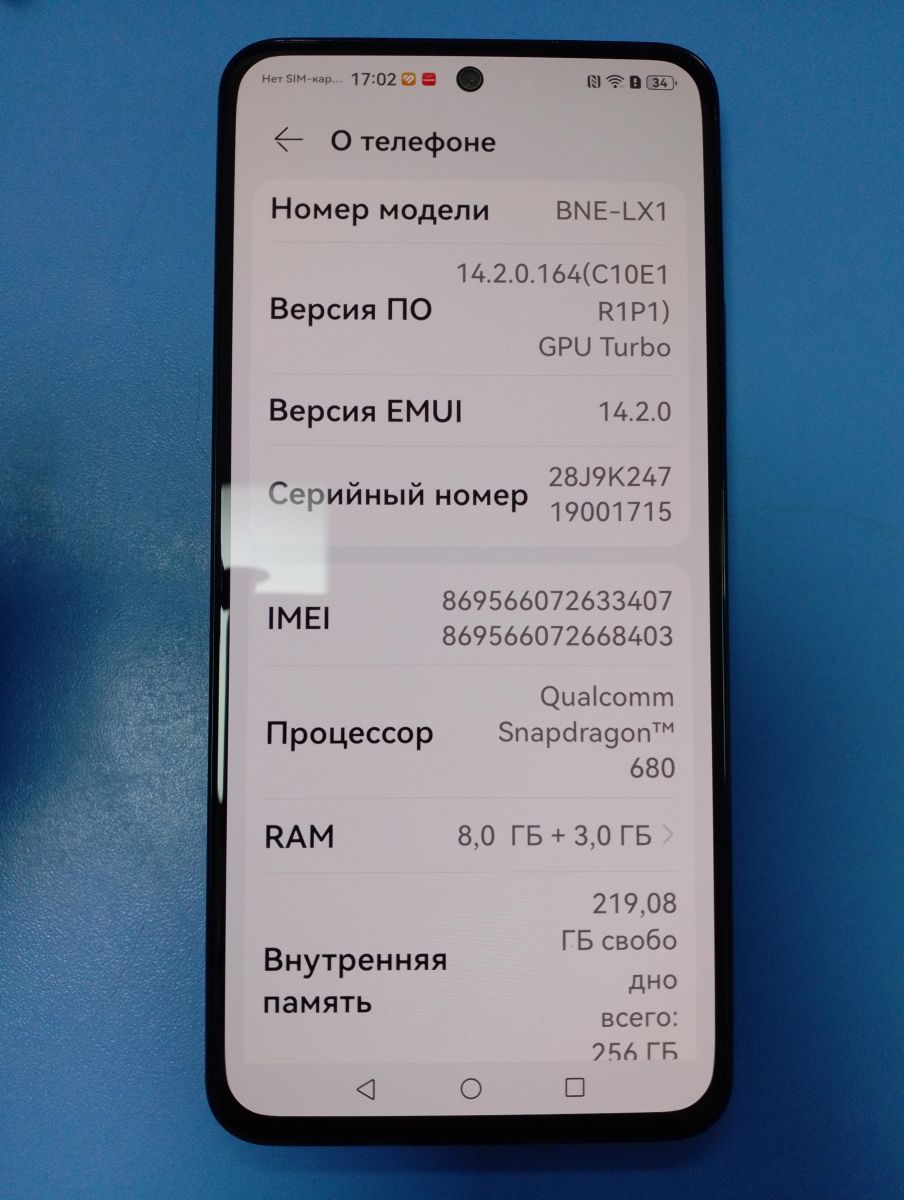 Нет SIM-кар... 17:02 34
О телефоне
Номер модели BNE-LX1
Версия ПО 14.2.0.164(C10E1
R1P1)
GPU Turbo
Версия EMUI 14.2.0
Серийный номер 28J9K247
19001715
IMEI 869566072633407
869566072668403
Процессор Qualcomm
Snapdragon™
680
RAM 8,0 ГБ + 3,0 ГБ
Внутренняя
память 219,08
ГБ свобо
дно
всего:
256 ГБ